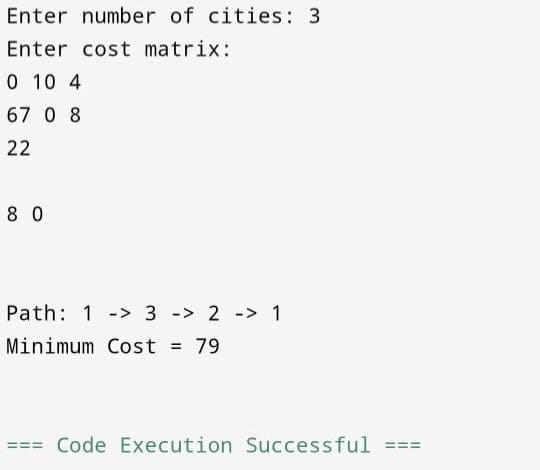 Enter number of cities: 3
Enter cost matrix:
0 10 4
67 0 8
22
8 0
Path: 1 -> 3 -> 2 -> 1
Minimum Cost = 79
=== Code Execution Successful ===